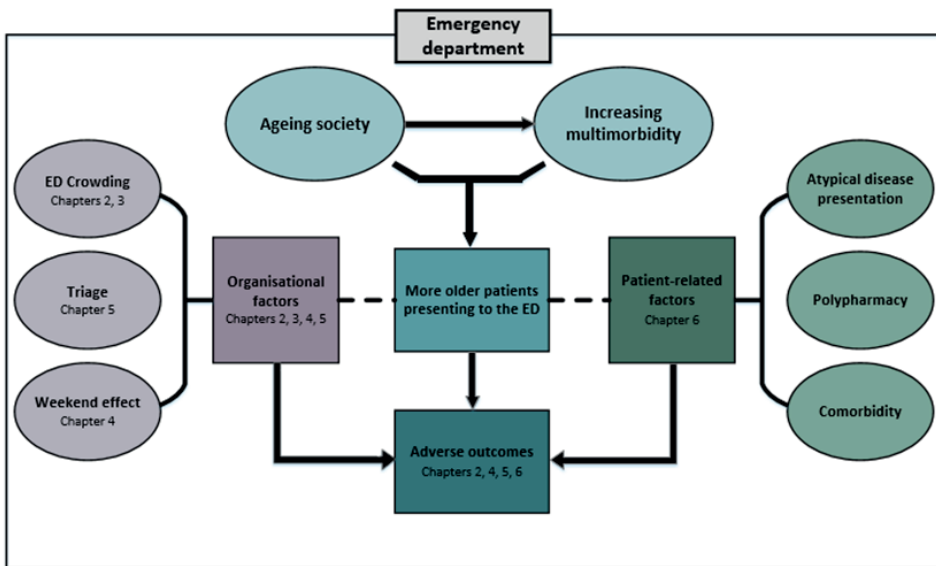 Emergency
department
Ageing society
Increasing
multimorbidity
ED Crowding
Chapters 2, 3
Triage
Chapter 5
Weekend effect
Chapter 4
Organisational
factors
Chapters 2, 3, 4, 5
More older patients
presenting to the ED
Patient-related
factors
Chapter 6
Atypical disease
presentation
Polypharmacy
Comorbidity
Adverse outcomes
Chapters 2, 4, 5, 6